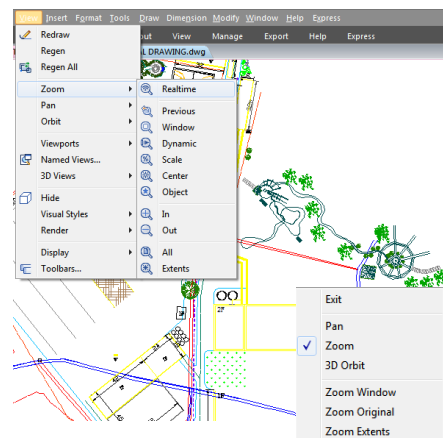 View Insert Format Tools Draw Dimension Modify Window Help Express
out View Manage Export Help Express
L DRAWING.dwg
Redraw
Regen
Regen All
Zoom
Pan
Orbit
Viewports
Named Views...
3D Views
Hide
Visual Styles
Render
Display
Toolbars...
Realtime
Previous
Window
Dynamic
Scale
Center
Object
In
Out
All
Extents
2F
Exit
Pan
Zoom
3D Orbit
Zoom Window
Zoom Original
Zoom Extents